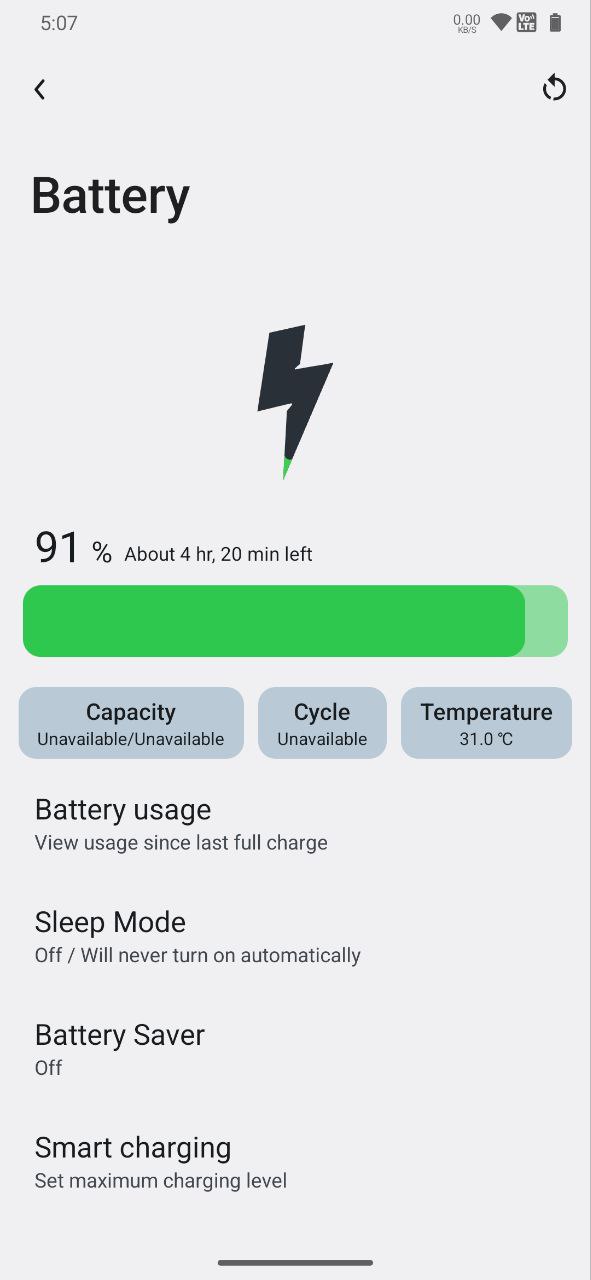 5:07
0.00
KB/S
Vo))
LTE
Battery
91 % About 4 hr, 20 min left
Capacity
Unavailable/Unavailable
Cycle
Unavailable
Temperature
31.0 ℃
Battery usage
View usage since last full charge
Sleep Mode
Off / Will never turn on automatically
Battery Saver
Off
Smart charging
Set maximum charging level